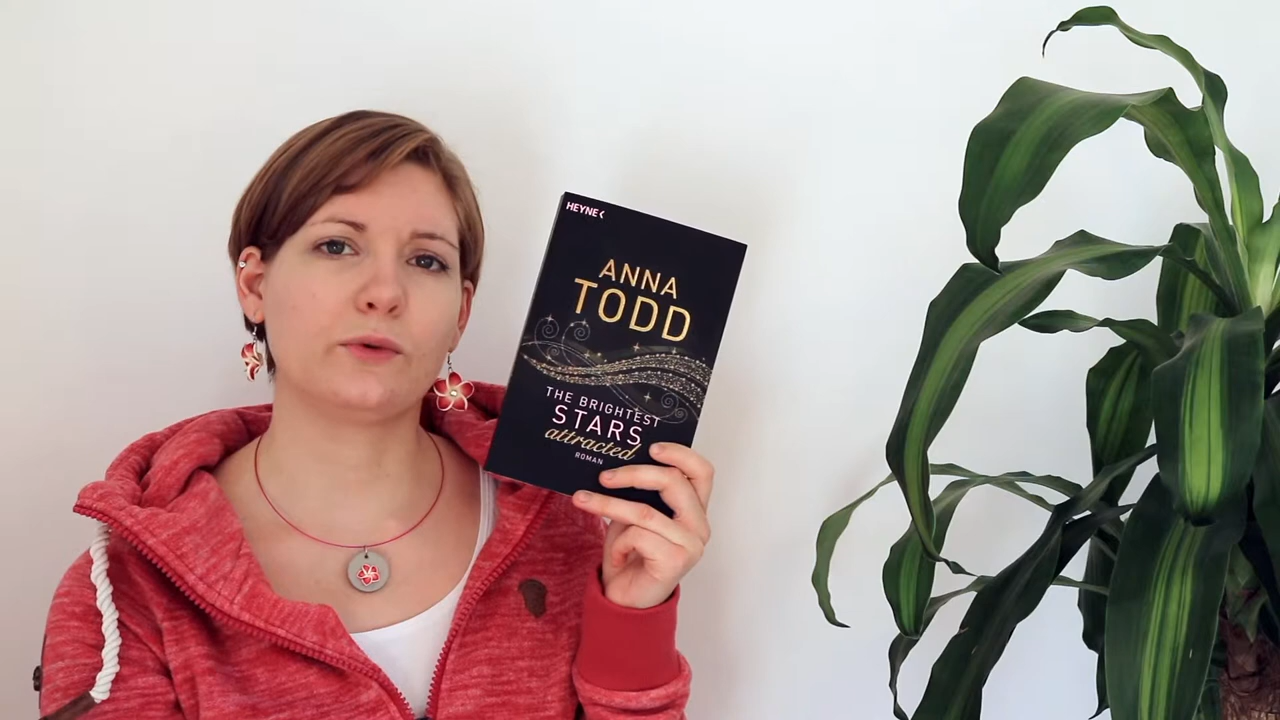 HEYNE
ANNA
TODD
THE BRIGHTEST
STARS
attracted
ROMAN